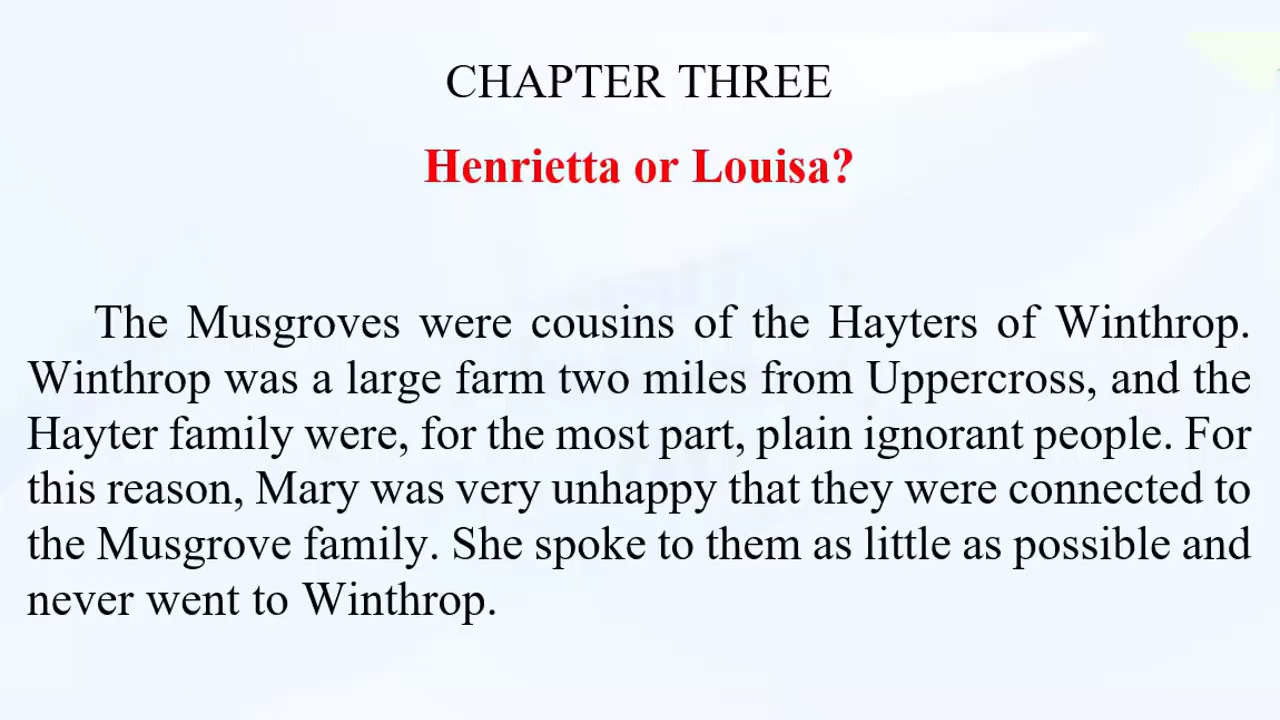 CHAPTER THREE
Henrietta or Louisa?
The Musgroves were cousins of the Hayters of Winthrop.
Winthrop was a large farm two miles from Uppercross, and the
Hayter family were, for the most part, plain ignorant people. For
this reason, Mary was very unhappy that they were connected to
the Musgrove family. She spoke to them as little as possible and
never went to Winthrop.